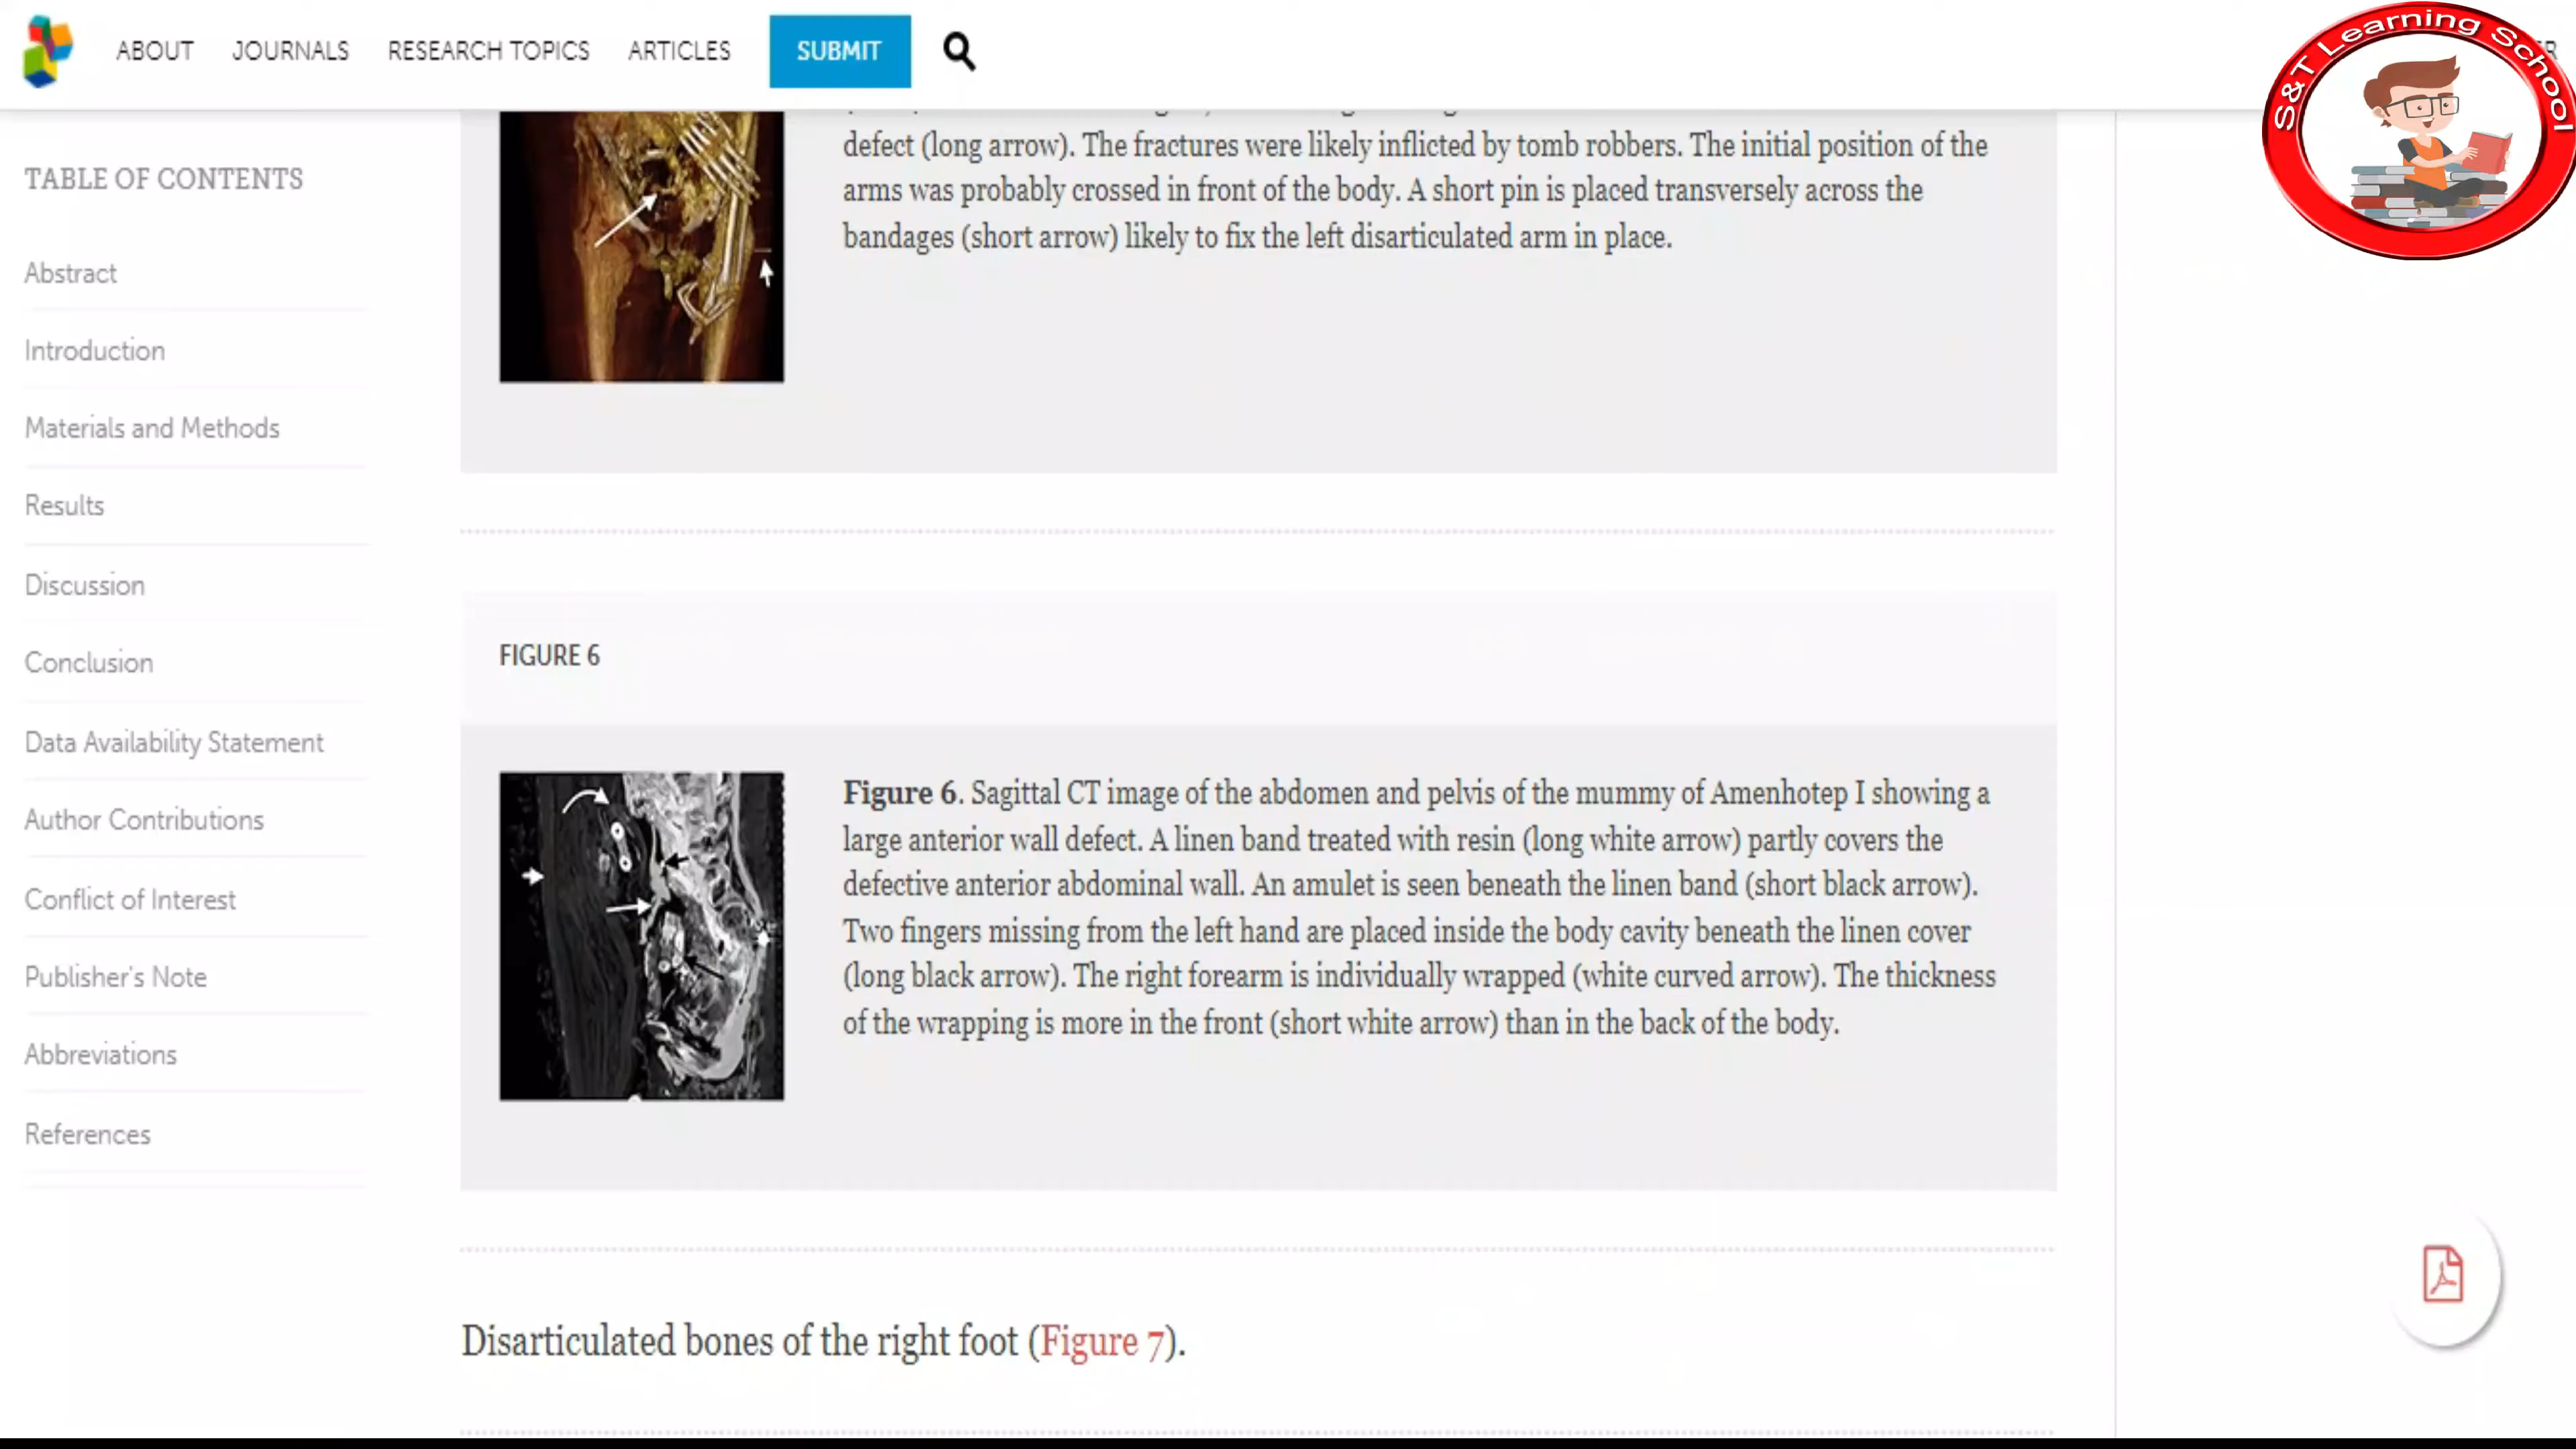 ABOUT JOURNALS RESEARCH TOPICS ARTICLES SUBMIT
S&T Learning School
TABLE OF CONTENTS
Abstract
Introduction
Materials and Methods
Results
Discussion
Conclusion
Data Availability Statement
Author Contributions
Conflict of Interest
Publisher's Note
Abbreviations
References
defect (long arrow). The fractures were likely inflicted by tomb robbers. The initial position of the
arms was probably crossed in front of the body. A short pin is placed transversely across the
bandages (short arrow) likely to fix the left disarticulated arm in place.
FIGURE 6
Figure 6. Sagittal CT image of the abdomen and pelvis of the mummy of Amenhotep I showing a
large anterior wall defect. A linen band treated with resin (long white arrow) partly covers the
defective anterior abdominal wall. An amulet is seen beneath the linen band (short black arrow).
Two fingers missing from the left hand are placed inside the body cavity beneath the linen cover
(long black arrow). The right forearm is individually wrapped (white curved arrow). The thickness
of the wrapping is more in the front (short white arrow) than in the back of the body.
Disarticulated bones of the right foot (Figure 7).